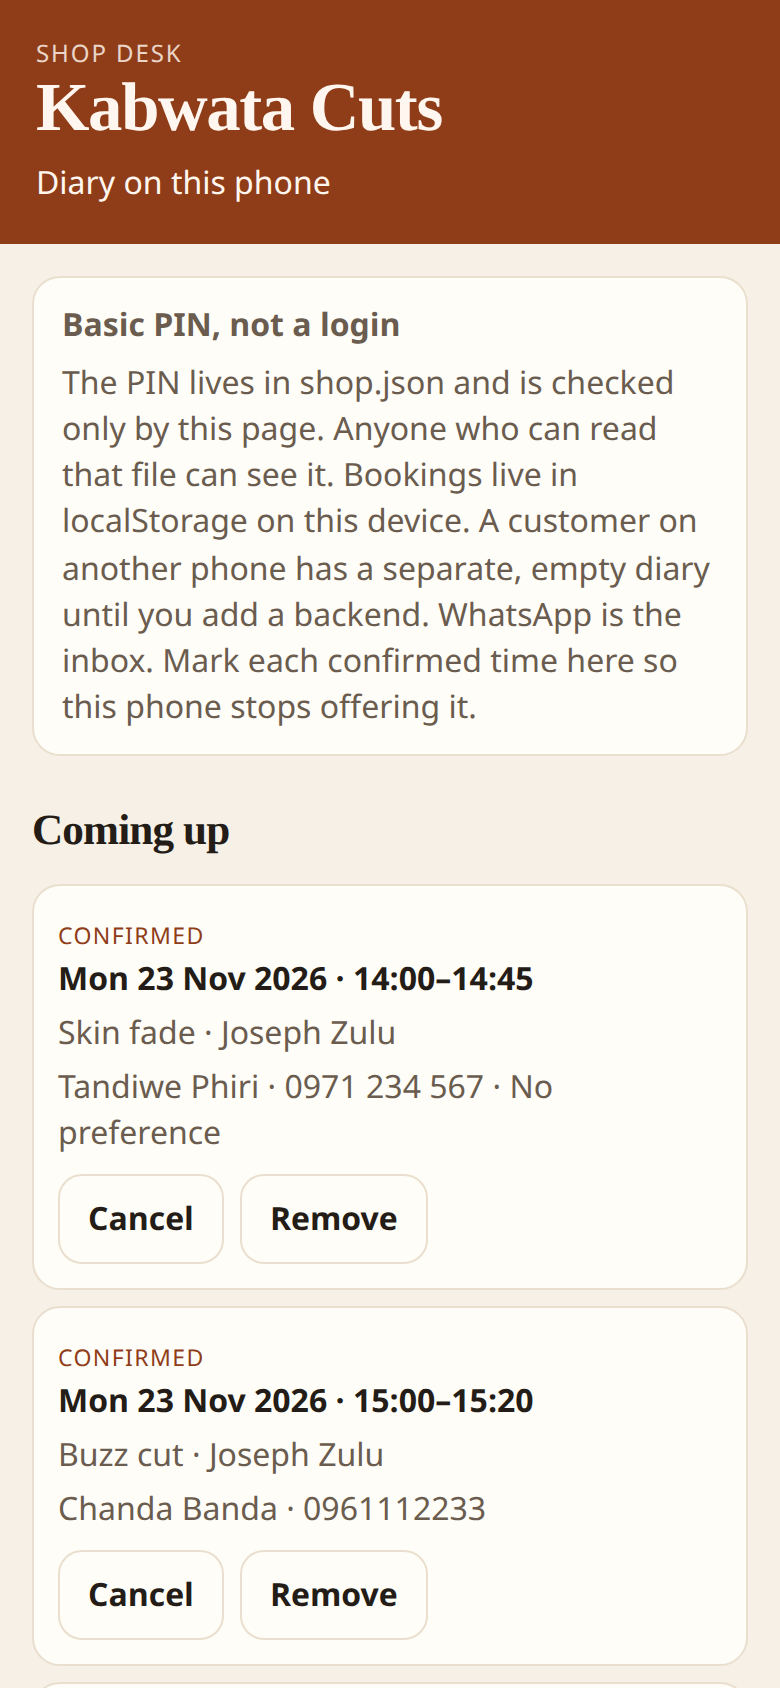 SHOP DESK
Kabwata Cuts
Diary on this phone
Basic PIN, not a login
The PIN lives in shop.json and is checked
only by this page. Anyone who can read
that file can see it. Bookings live in
localStorage on this device. A customer on
another phone has a separate, empty diary
until you add a backend. WhatsApp is the
inbox. Mark each confirmed time here so
this phone stops offering it.
Coming up
CONFIRMED
Mon 23 Nov 2026 · 14:00–14:45
Skin fade · Joseph Zulu
Tandiwe Phiri · 0971 234 567 · No
preference
Cancel Remove
CONFIRMED
Mon 23 Nov 2026 · 15:00–15:20
Buzz cut · Joseph Zulu
Chanda Banda · 0961112233
Cancel Remove